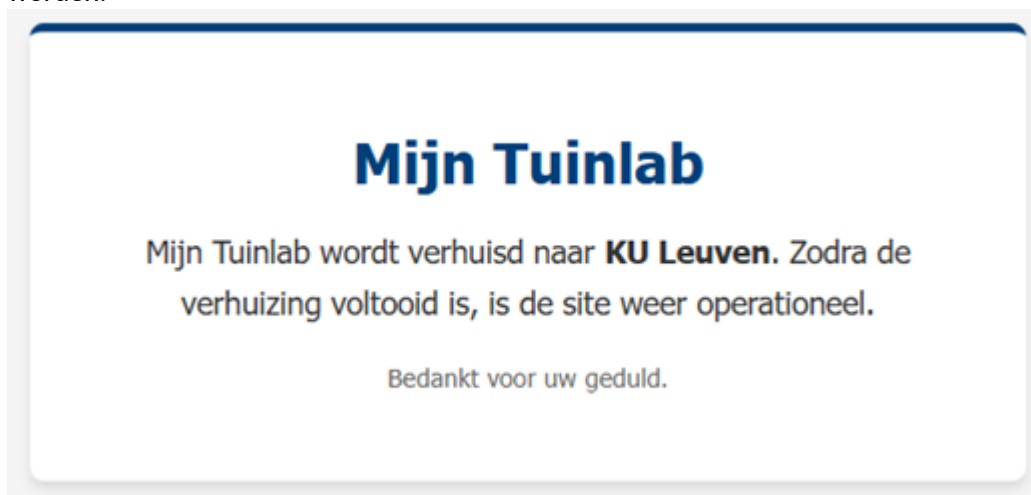 Mijn Tuinlab
Mijn Tuinlab wordt verhuisd naar KU Leuven. Zodra de
verhuizing voltooid is, is de site weer operationeel.
Bedankt voor uw geduld.